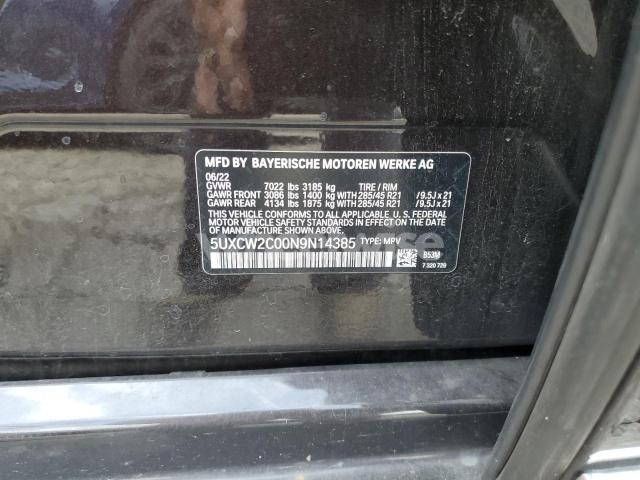 MFD BY BAYERISCHE MOTOREN WERKE AG
06/22
GVWR 7022 lbs 3185 kg TIRE / RIM
GAWR FRONT 3086 lbs 1400 kg WITH 285/45 R21 /9.5J x 21
GAWR REAR 4134 lbs 1875 kg WITH 285/45 R21 /9.5J x 21
THIS VEHICLE CONFORMS TO ALL APPLICABLE U.S. FEDERAL
MOTOR VEHICLE SAFETY STANDARDS IN EFFECT ON THE DATE
OF MANUFACTURE SHOWN ABOVE.
5UXCW2C00N9N14385 TYPE: MPV
B53M
7 320 729